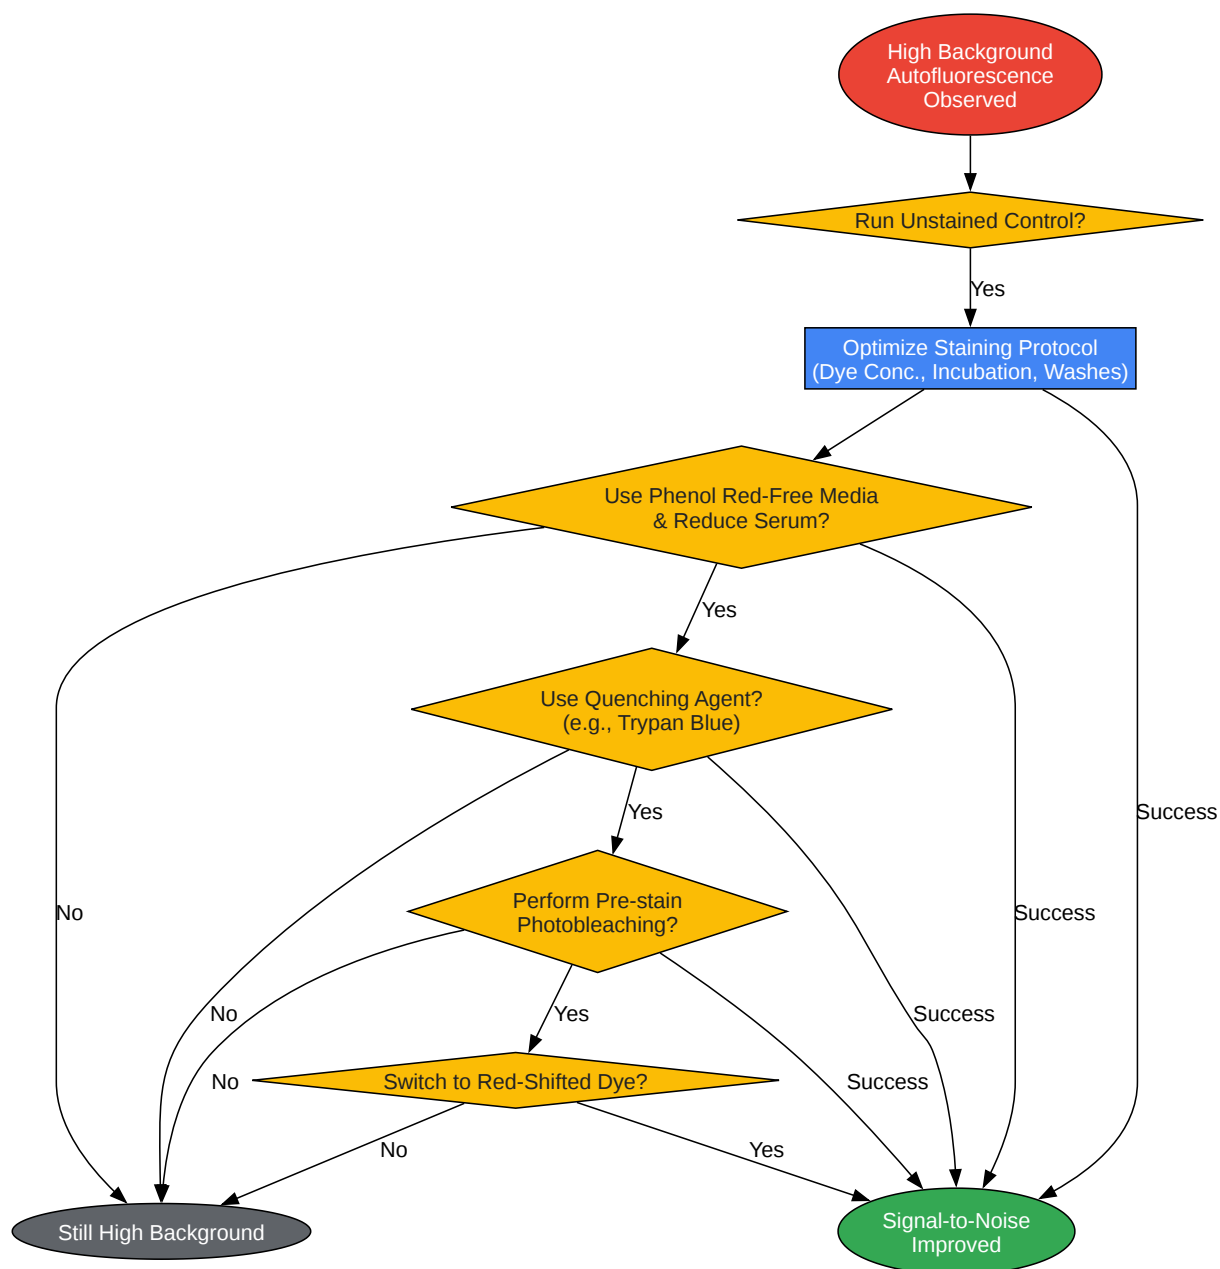 High Background
Autofluorescence
Observed
Run Unstained Control?
Yes
Optimize Staining Protocol
(Dye Conc., Incubation, Washes)
Use Phenol Red-Free Media
& Reduce Serum?
Yes
Use Quenching Agent?
(e.g., Trypan Blue)
Yes
Success
Perform Pre-stain
Photobleaching?
No
Success
Yes
No
Success
Switch to Red-Shifted Dye?
No
Success
No
Yes
Still High Background
Signal-to-Noise
Improved